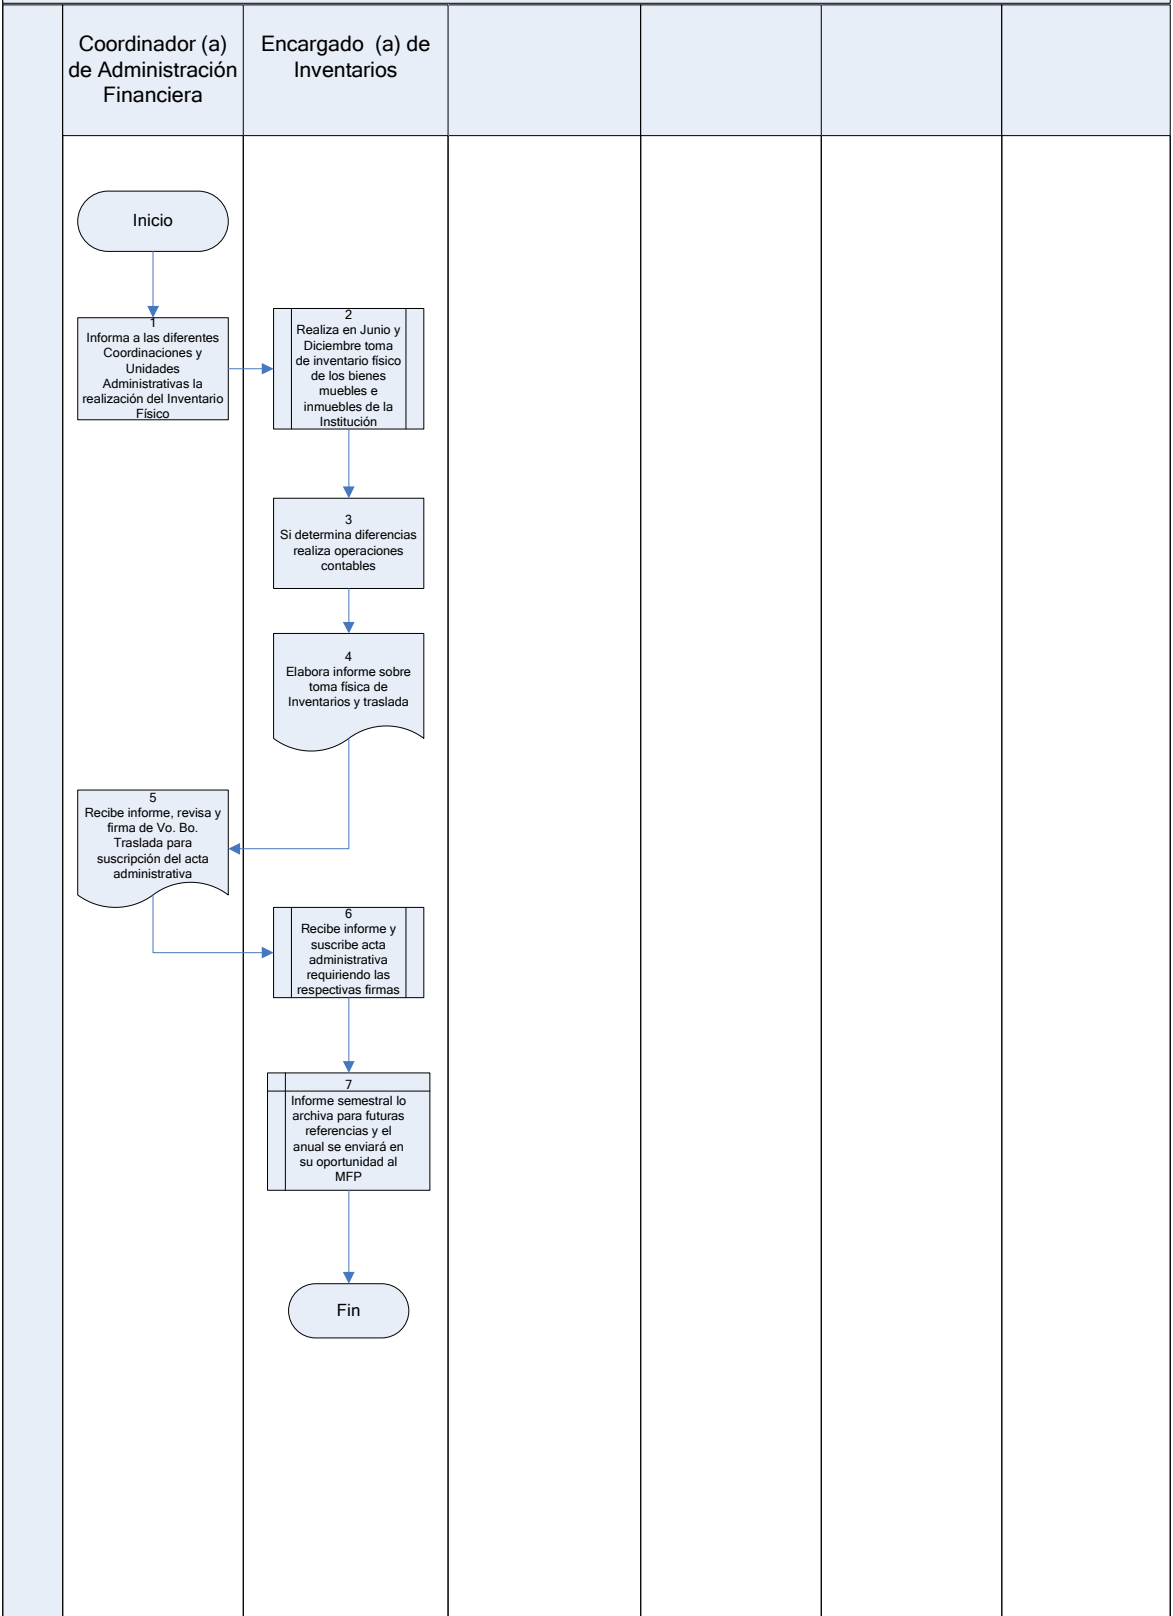 Coordinador (a)
de Administración
Financiera
Encargado (a) de
Inventarios
Inicio
1
Informa a las diferentes
Coordinaciones y
Unidades
Administrativas la
realización del Inventario
Físico
2
Realiza en Junio y
Diciembre toma
de inventario físico
de los bienes
muebles e
inmuebles de la
Institución
3
Si determina diferencias
realiza operaciones
contables
4
Elabora informe sobre
toma física de
Inventarios y traslada
5
Recibe informe, revisa y
firma de Vo. Bo.
Traslada para
suscripción del acta
administrativa
6
Recibe informe y
suscribe acta
administrativa
requiriendo las
respectivas firmas
7
Informe semestral lo
archiva para futuras
referencias y el
anual se enviará en
su oportunidad al
MFP
Fin